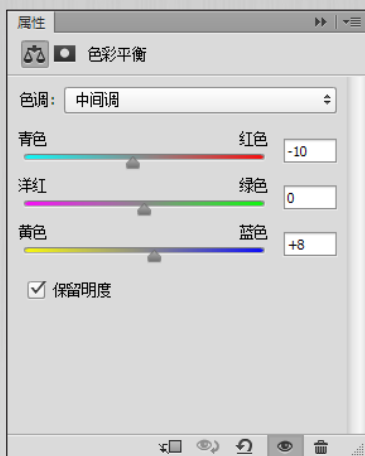 属性
色彩平衡
色调: 中间调
青色 红色 -10
洋红 绿色 0
黄色 蓝色 +8
保留明度